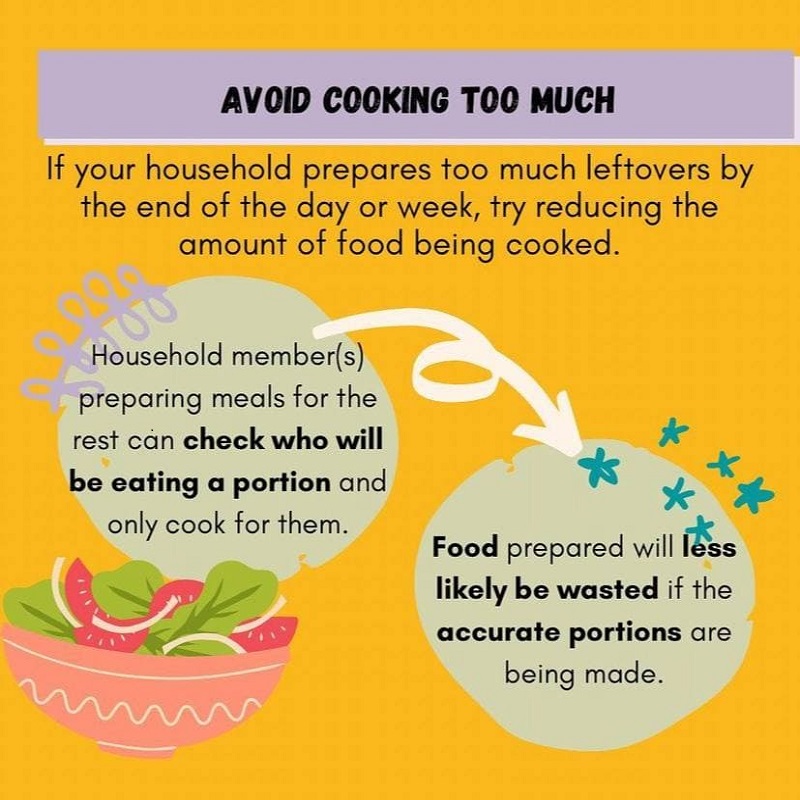 AVOID COOKING TOO MUCH
If your household prepares too much leftovers by
the end of the day or week, try reducing the
amount of food being cooked.
Household member(s)
preparing meals for the
rest can check who will
be eating a portion and
only cook for them.
Food prepared will less
likely be wasted if the
accurate portions are
being made.